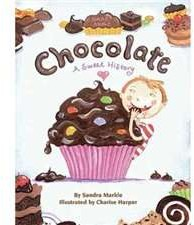 Chocolate
A Sweet History
By Sandra Markle
Illustrated by Charise Harper